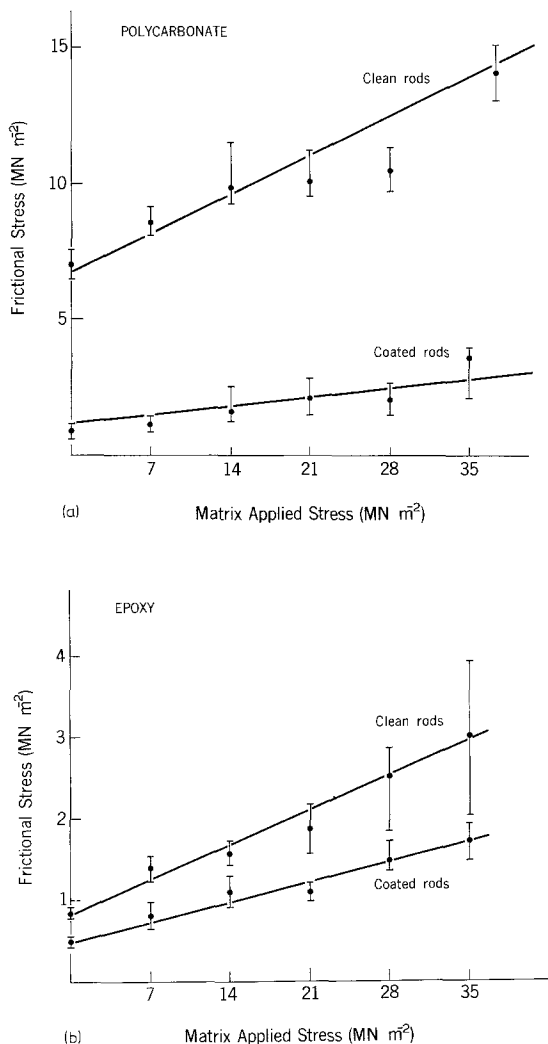 POLYCARBONATE
15
Clean rods
10
Frictional Stress (MN m̄²)
5
Coated rods
7 14 21 28 35
(a)
Matrix Applied Stress (MN m̄²)
EPOXY
4
Clean rods
3
Frictional Stress (MN m̄²)
2
Coated rods
1
7 14 21 28 35
(b)
Matrix Applied Stress (MN m̄²)